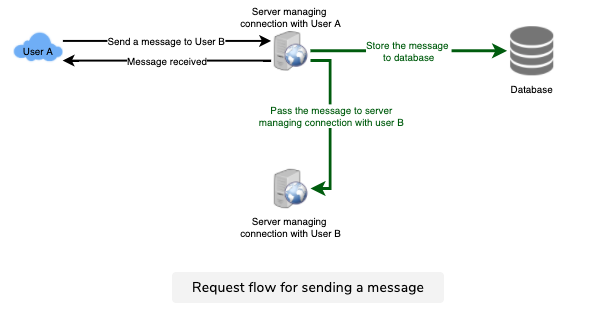 Server managing
connection with User A
User A
Send a message to User B
Message received
Store the message
to database
Database
Pass the message to server
managing connection with user B
Server managing
connection with User B
Request flow for sending a message